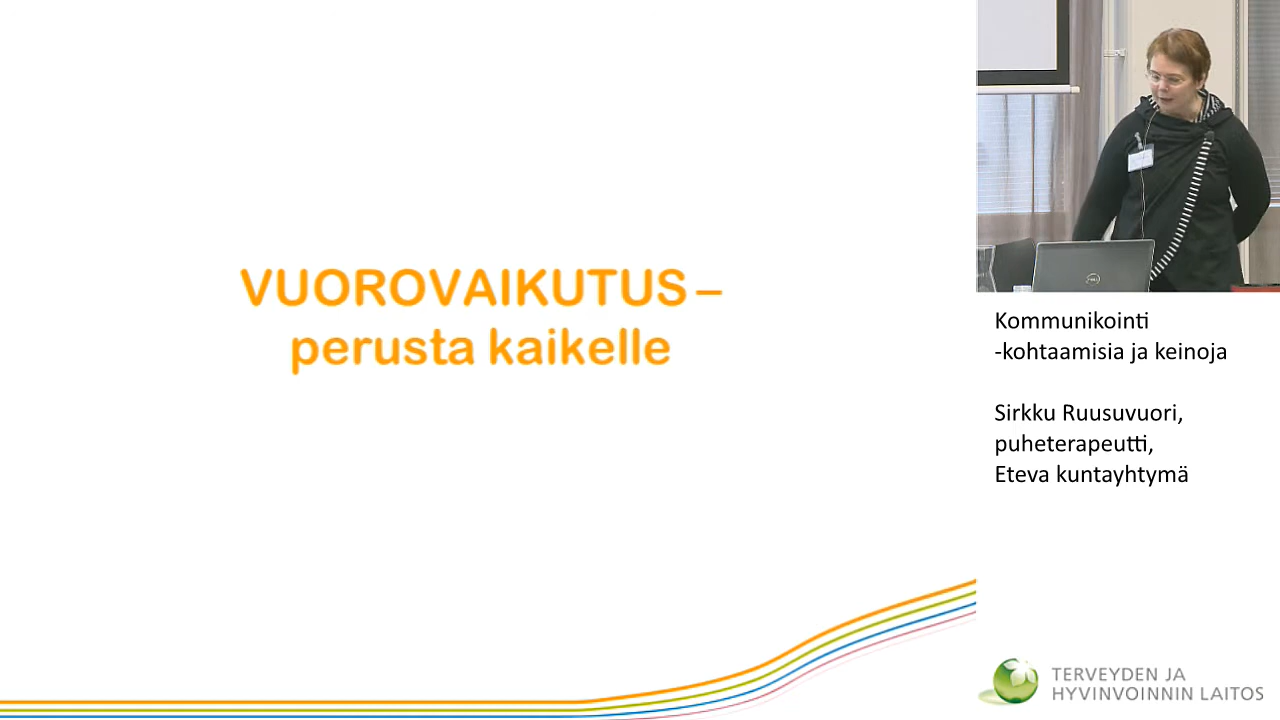 VUOROVAIKUTUS –
perusta kaikelle
Kommunikointi
-kohtaamisia ja keinoja
Sirkku Ruusuvuori,
puheterapeutti,
Eteva kuntayhtymä
TERVEYDEN JA
HYVINVOINNIN LAITOS